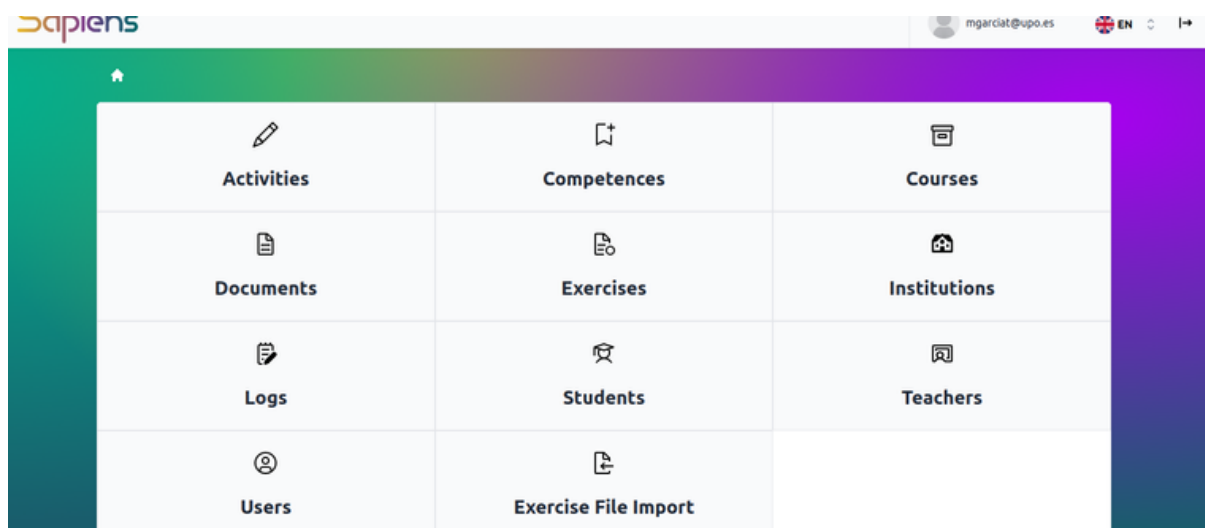 Sapiens
mgarciat@upo.es EN
Activities Competences Courses
Documents Exercises Institutions
Logs Students Teachers
Users Exercise File Import